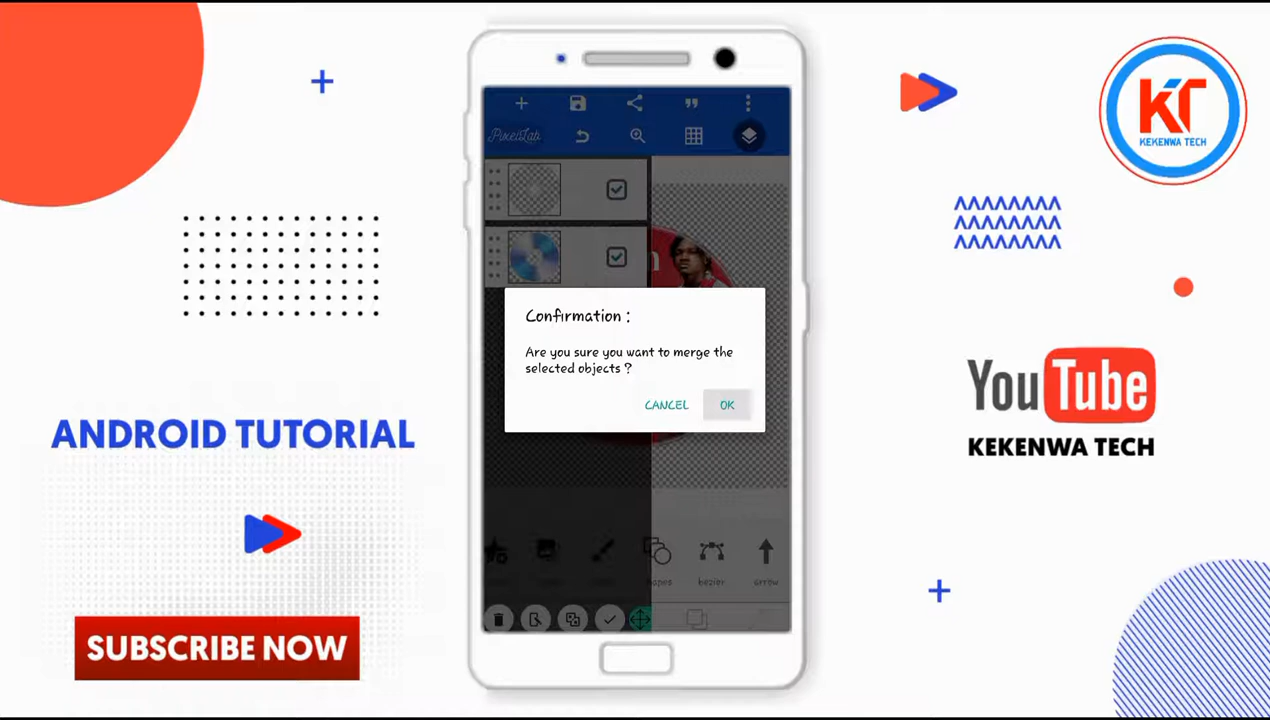 PixelLab
KT
KEKENWA TECH
n
Confirmation :
Are you sure you want to merge the
selected objects ?
CANCEL
OK
YouTube
KEKENWA TECH
ANDROID TUTORIAL
bezier
arrow
SUBSCRIBE NOW